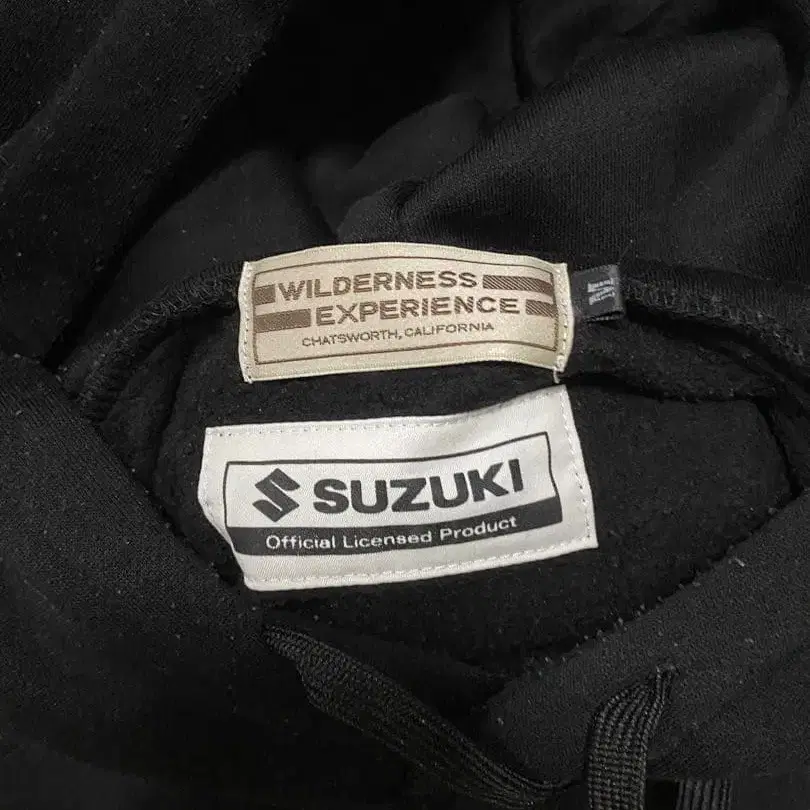 WILDERNESS
EXPERIENCE
CHATSWORTH, CALIFORNIA
SUZUKI
Official Licensed Product